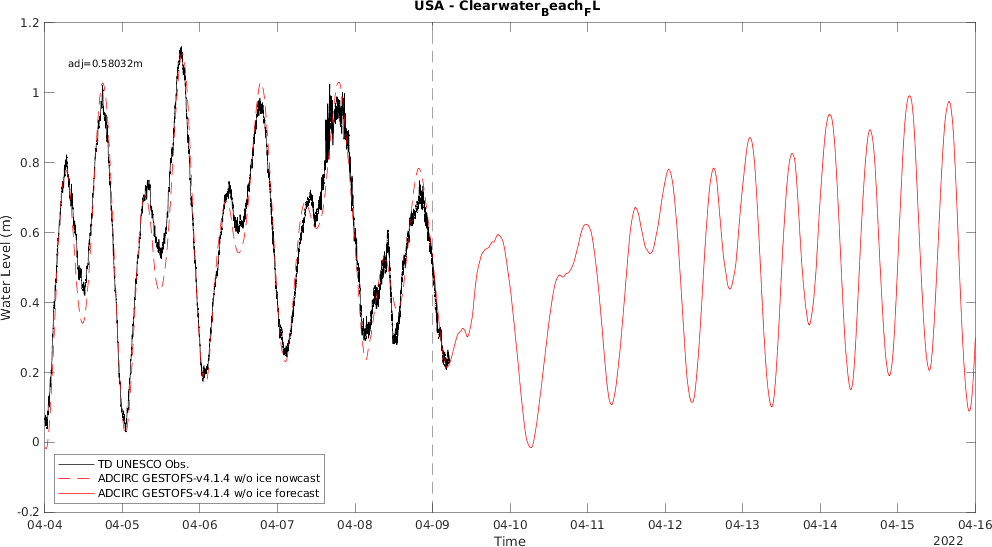 USA - Clearwater_Beach_FL
adj=0.58032m
1.2
1
0.8
0.6
0.4
0.2
0
-0.2
Water Level (m)
TD UNESCO Obs.
ADCIRC GESTOFS-v4.1.4 w/o ice nowcast
ADCIRC GESTOFS-v4.1.4 w/o ice forecast
04-04 04-05 04-06 04-07 04-08 04-09 04-10 04-11 04-12 04-13 04-14 04-15 04-16
Time
2022